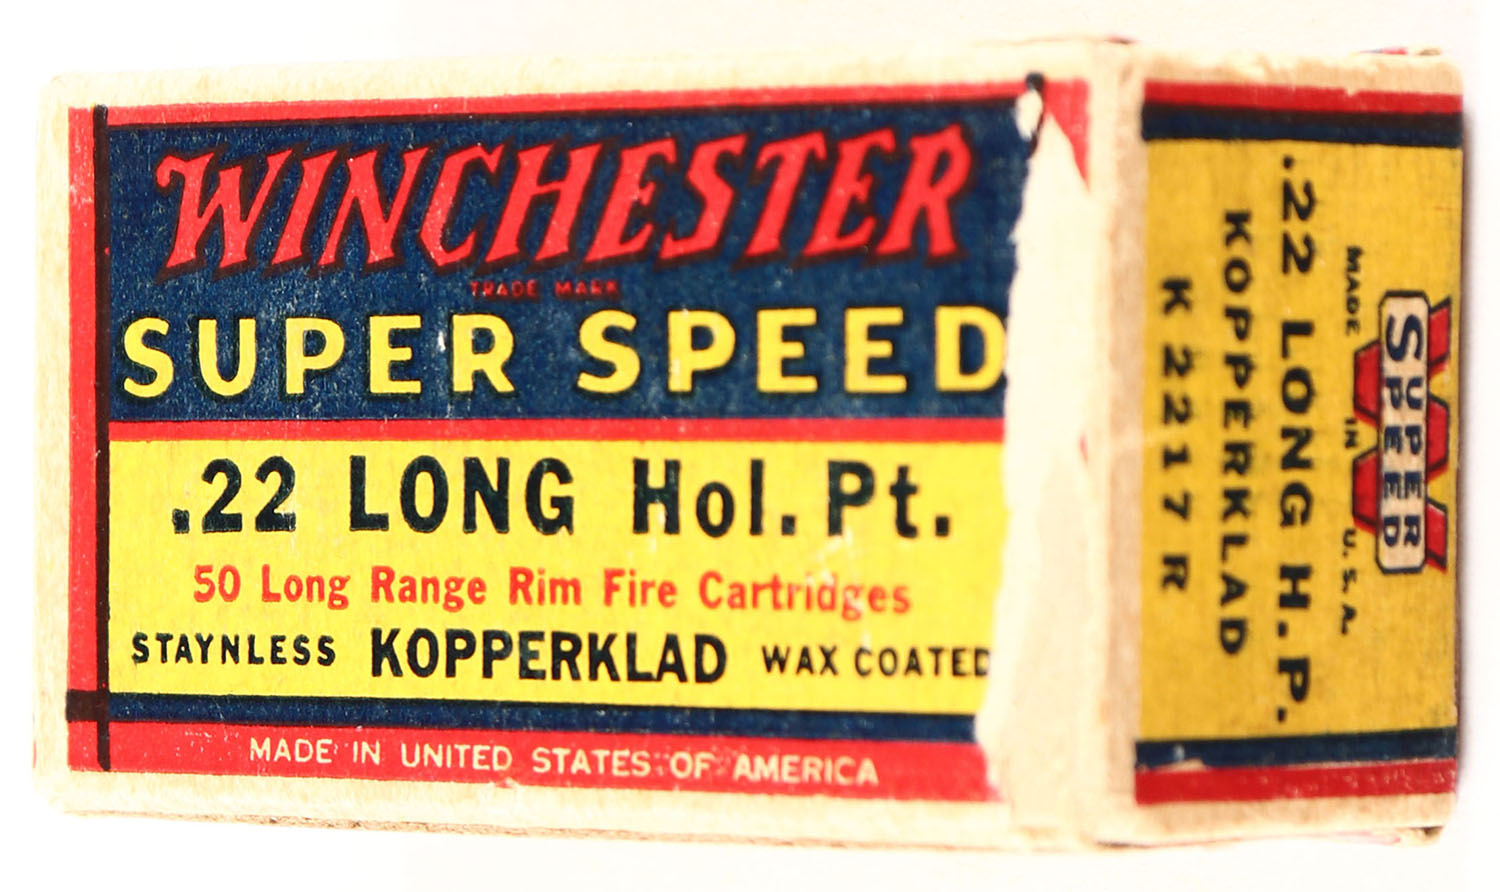 WINCHESTER
TRADE MARK
SUPER SPEED
.22 LONG Hol. Pt.
50 Long Range Rim Fire Cartridges
STAYNLESS KOPPERKLAD WAX COATED
MADE IN UNITED STATES OF AMERICA
W
SUPER
SPEED
MADE IN U.S.A.
.22 LONG H.P.
KOPPERKLAD
K2217R